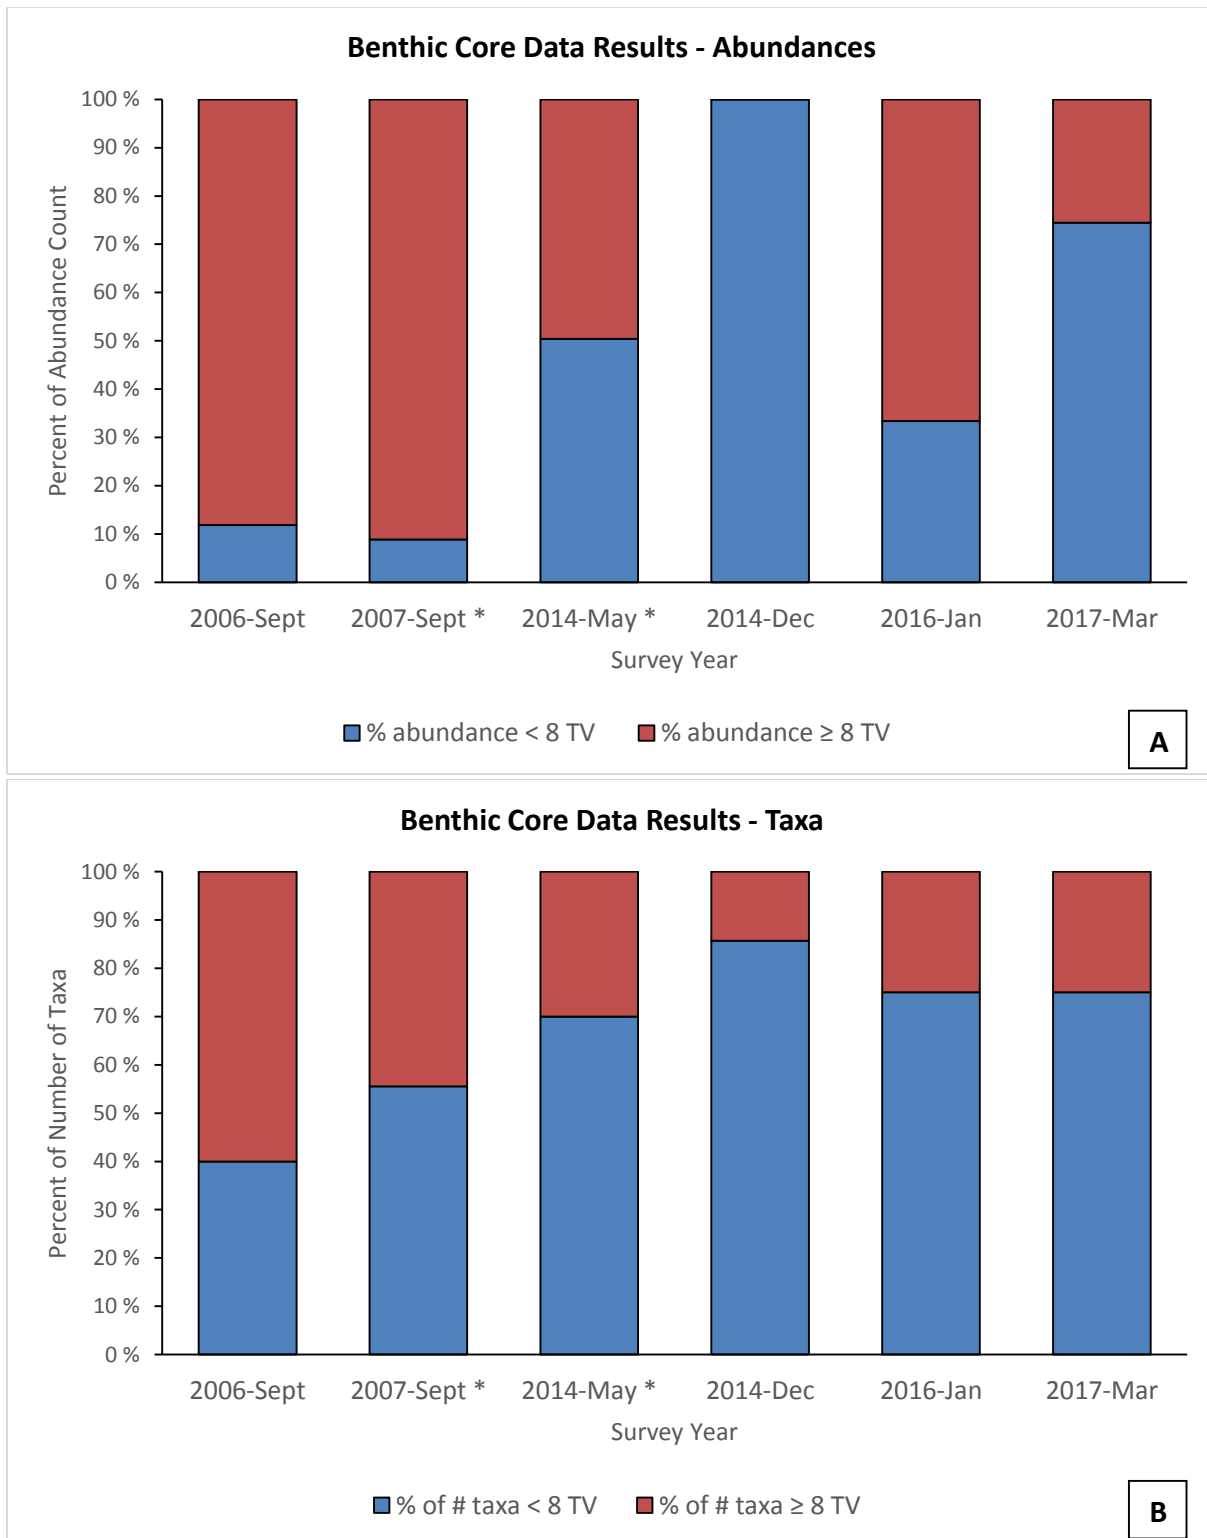 Benthic Core Data Results - Abundances
100 %
90 %
80 %
70 %
60 %
50 %
40 %
30 %
20 %
10 %
0 %
Percent of Abundance Count
2006-Sept 2007-Sept * 2014-May * 2014-Dec 2016-Jan 2017-Mar
Survey Year
% abundance < 8 TV % abundance ≥ 8 TV
A
Benthic Core Data Results - Taxa
100 %
90 %
80 %
70 %
60 %
50 %
40 %
30 %
20 %
10 %
0 %
Percent of Number of Taxa
2006-Sept 2007-Sept * 2014-May * 2014-Dec 2016-Jan 2017-Mar
Survey Year
% of # taxa < 8 TV % of # taxa ≥ 8 TV
B